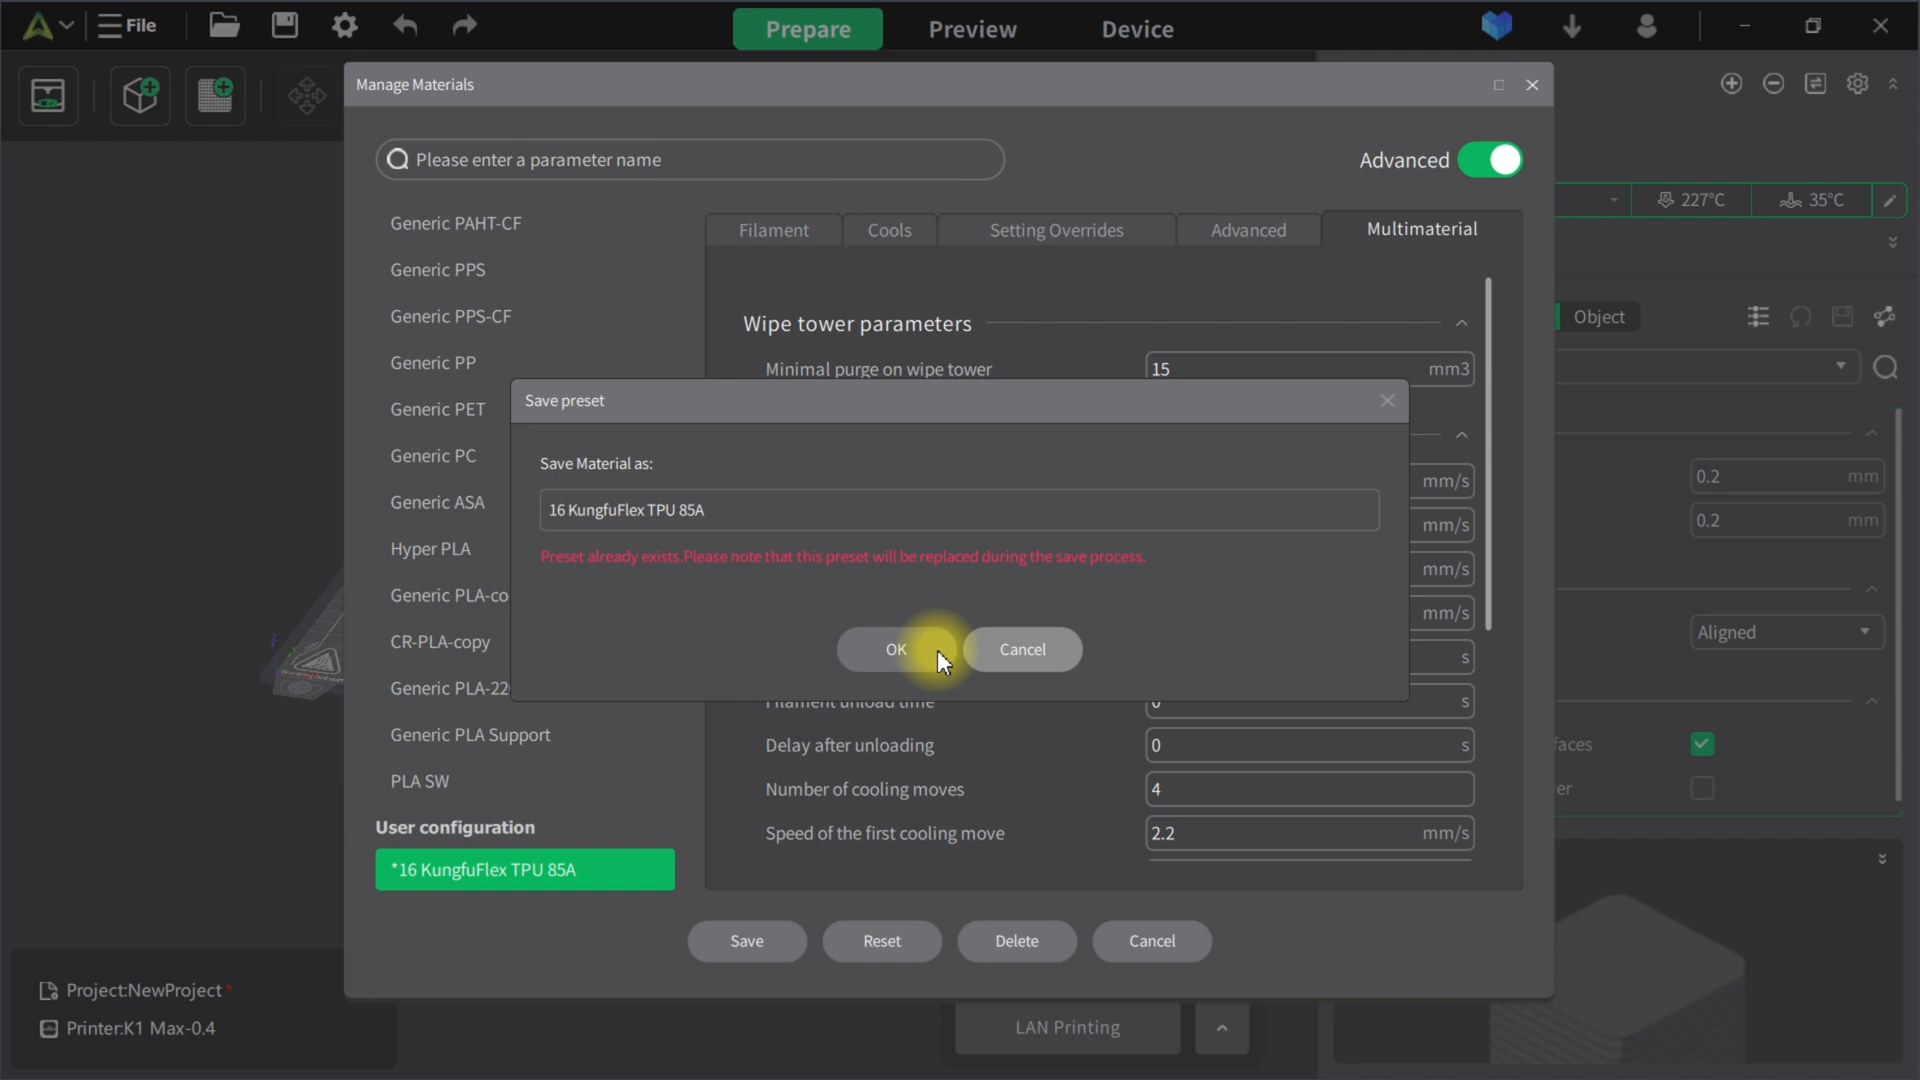 File
Prepare
Preview
Device
Manage Materials
Please enter a parameter name
Advanced
227°C
35°C
Generic PAHT-CF
Generic PPS
Generic PPS-CF
Generic PP
Generic PET
Generic PC
Generic ASA
Hyper PLA
Generic PLA-co
CR-PLA-copy
Generic PLA-22
Generic PLA Support
PLA SW
User configuration
*16 KungfuFlex TPU 85A
Filament
Cools
Setting Overrides
Advanced
Multimaterial
Wipe tower parameters
Minimal purge on wipe tower
15 mm3
mm/s
mm/s
mm/s
mm/s
s
Filament unload time 0 s
Delay after unloading 0 s
Number of cooling moves 4
Speed of the first cooling move 2.2 mm/s
Save preset
Save Material as:
16 KungfuFlex TPU 85A
Preset already exists.Please note that this preset will be replaced during the save process.
OK
Cancel
Save
Reset
Delete
Cancel
Object
0.2 mm
0.2 mm
Aligned
faces
er
Project:NewProject*
Printer:K1 Max-0.4
LAN Printing